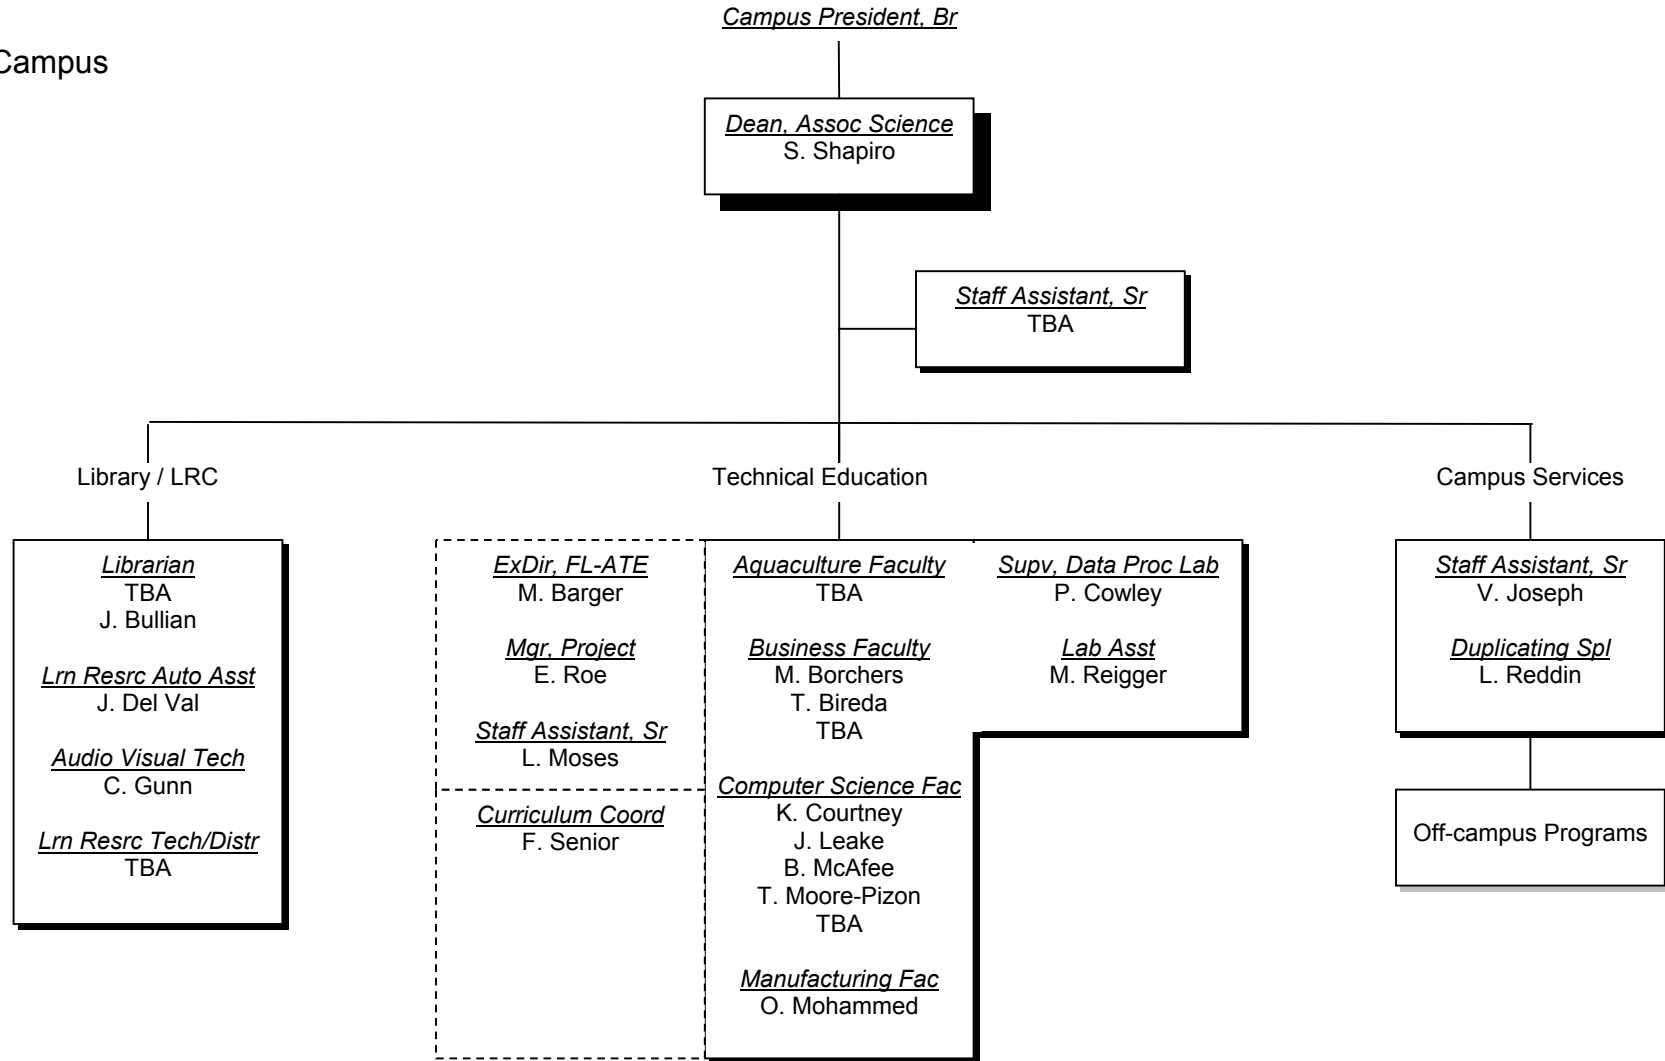 Campus President, Br
Campus
Dean, Assoc Science
S. Shapiro
Staff Assistant, Sr
TBA
Library / LRC
Technical Education
Campus Services
Librarian
TBA
J. Bullian
Lrn Resrc Auto Asst
J. Del Val
Audio Visual Tech
C. Gunn
Lrn Resrc Tech/Distr
TBA
ExDir, FL-ATE
M. Barger
Mgr, Project
E. Roe
Staff Assistant, Sr
L. Moses
Curriculum Coord
F. Senior
Aquaculture Faculty
TBA
Business Faculty
M. Borchers
T. Bireda
TBA
Computer Science Fac
K. Courtney
J. Leake
B. McAfee
T. Moore-Pizon
TBA
Manufacturing Fac
O. Mohammed
Supv, Data Proc Lab
P. Cowley
Lab Asst
M. Reigger
Staff Assistant, Sr
V. Joseph
Duplicating Spl
L. Reddin
Off-campus Programs